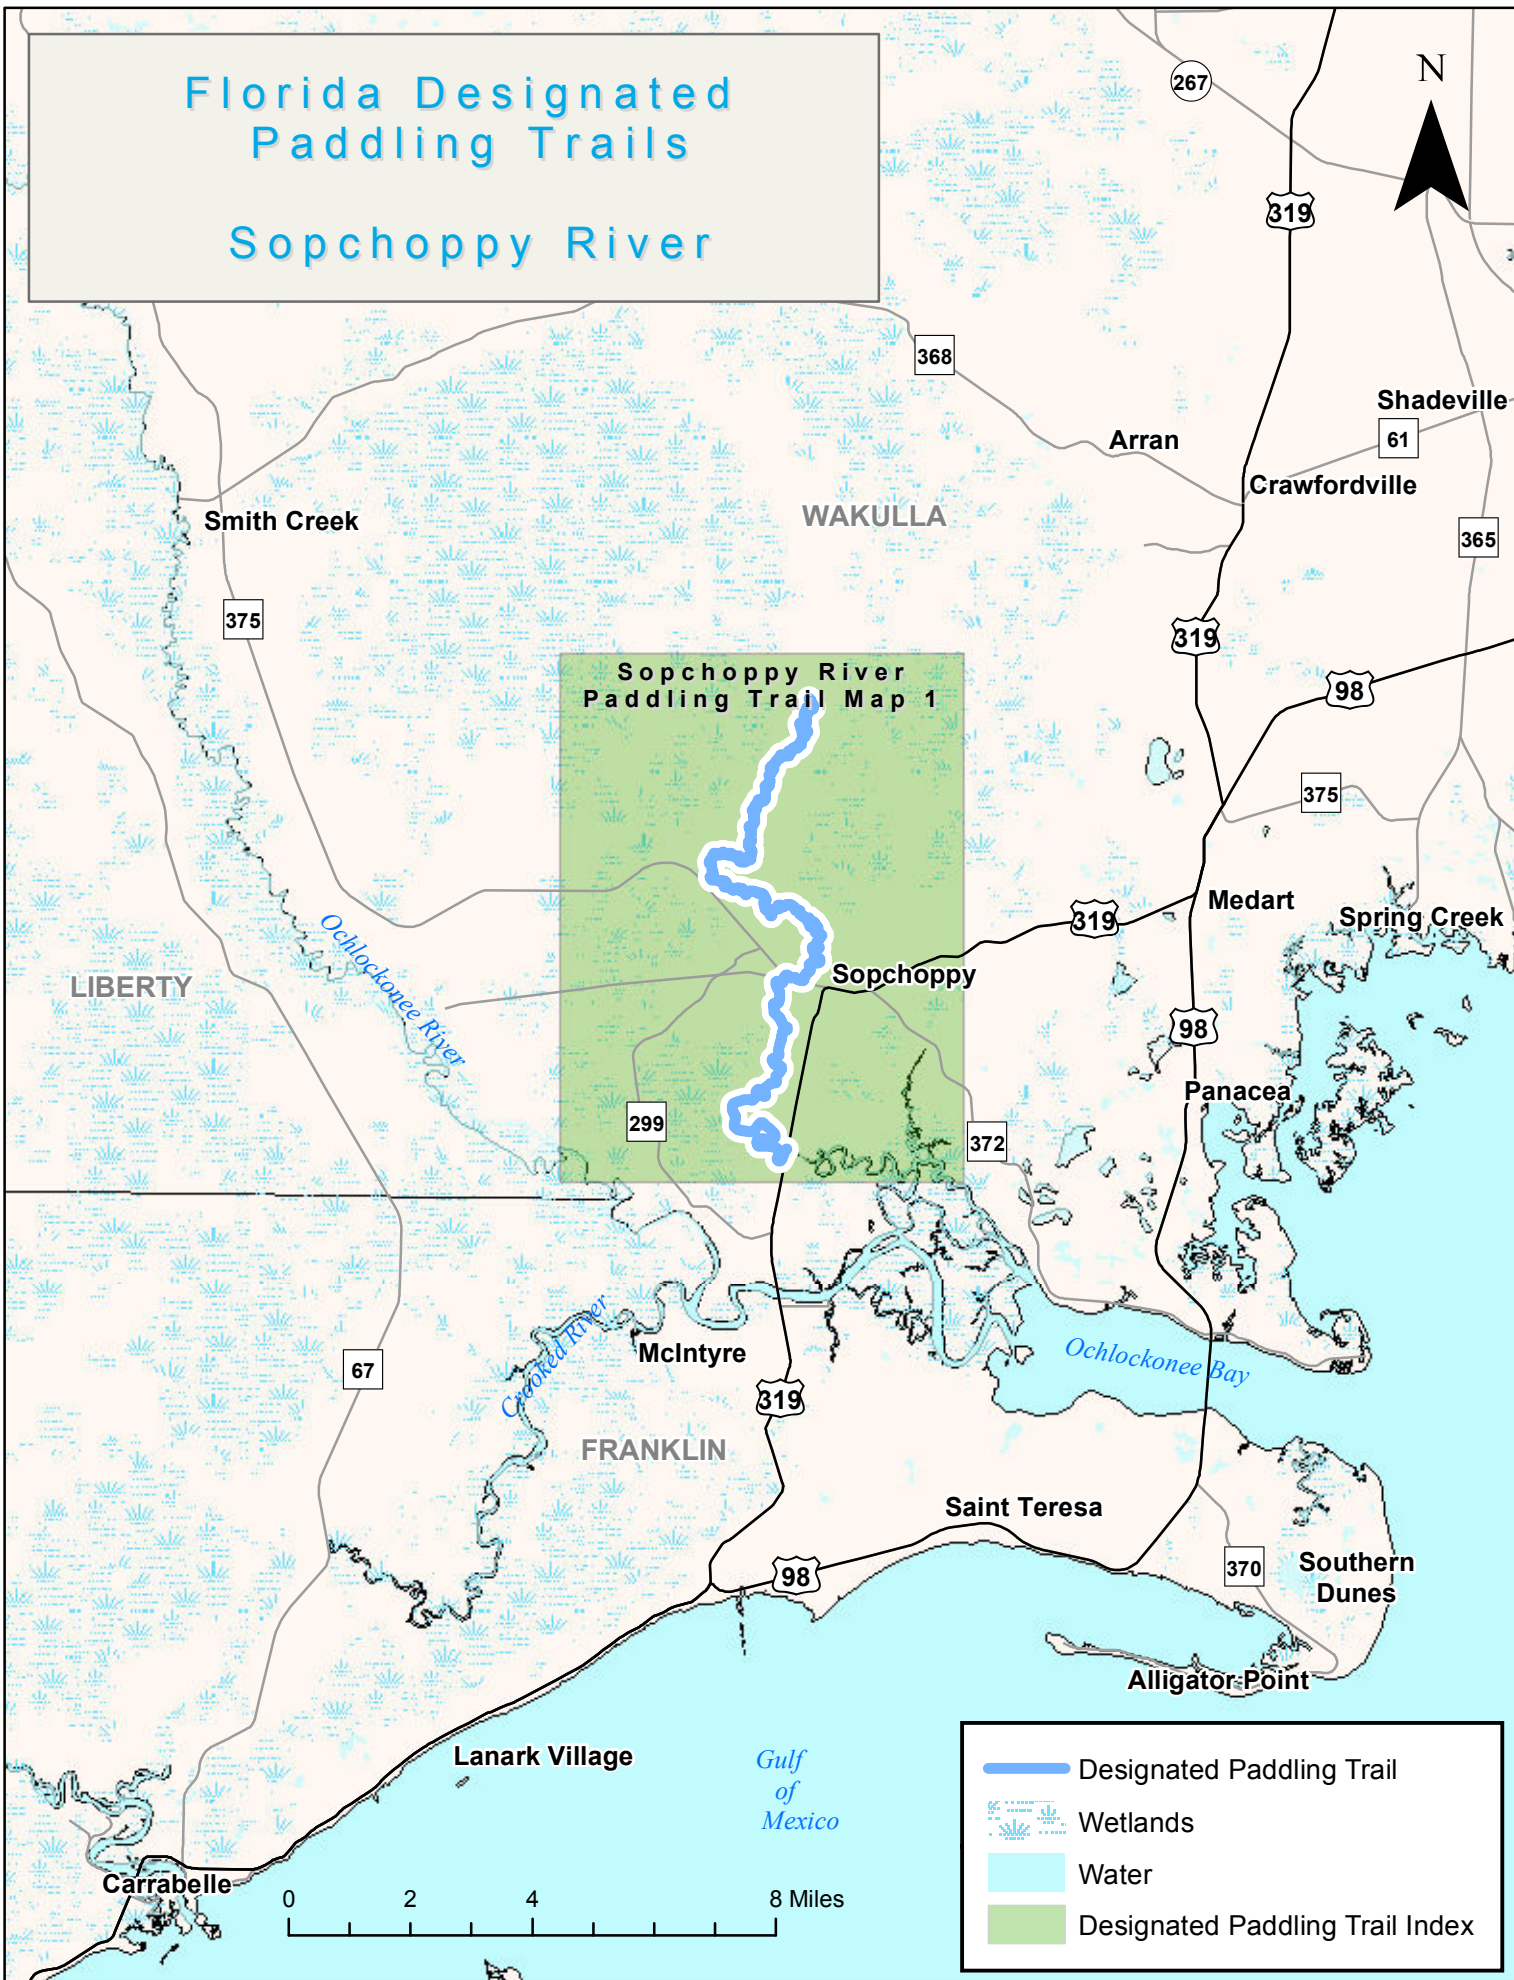 Florida Designated
Paddling Trails
Sopchoppy River
N
267
319
368
Shadeville
61
Arran
Crawfordville
WAKULLA
Smith Creek
365
375
319
Sopchoppy River
Paddling Trail Map 1
98
375
Medart
319
Spring Creek
Ochlockonee River
Sopchoppy
LIBERTY
98
Panacea
299
372
Crooked River
McIntyre
Ochlockonee Bay
67
319
FRANKLIN
Saint Teresa
98
370
Southern
Dunes
Alligator Point
Lanark Village
Gulf
of
Mexico
Carrabelle
0 2 4 8 Miles
Designated Paddling Trail
Wetlands
Water
Designated Paddling Trail Index